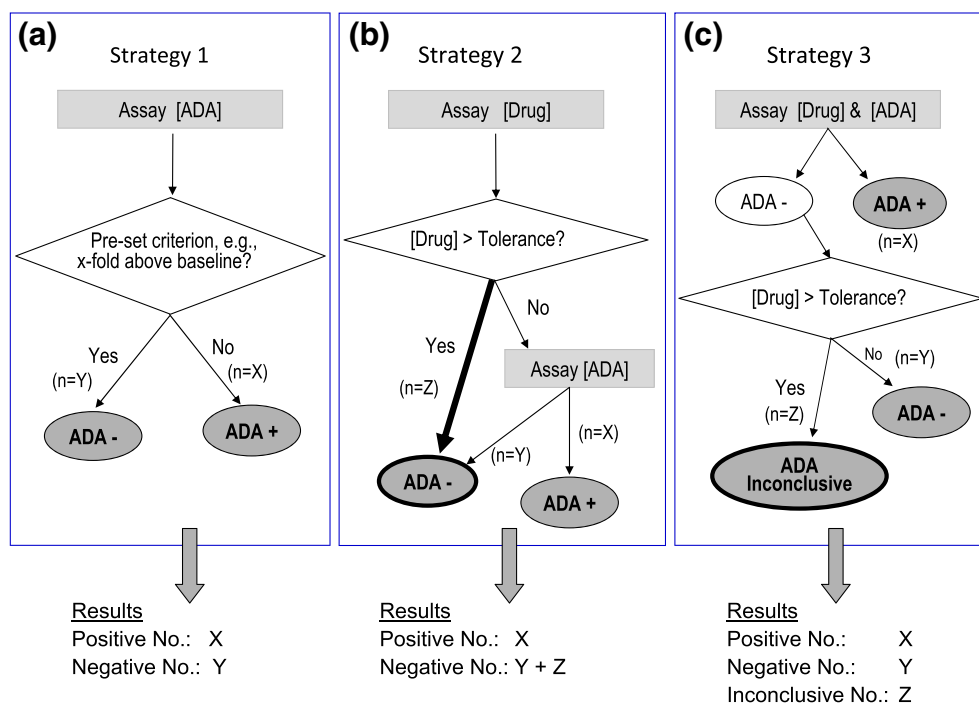 (a)
Strategy 1
Assay [ADA]
Pre-set criterion, e.g.,
x-fold above baseline?
Yes
(n=Y)
No
(n=X)
ADA -
ADA +
Results
Positive No.: X
Negative No.: Y
(b)
Strategy 2
Assay [Drug]
[Drug] > Tolerance?
Yes
(n=Z)
No
Assay [ADA]
(n=Y)
(n=X)
ADA -
ADA +
Results
Positive No.: X
Negative No.: Y + Z
(c)
Strategy 3
Assay [Drug] & [ADA]
ADA -
ADA +
(n=X)
[Drug] > Tolerance?
Yes
(n=Z)
No (n=Y)
ADA -
ADA
Inconclusive
Results
Positive No.: X
Negative No.: Y
Inconclusive No.: Z